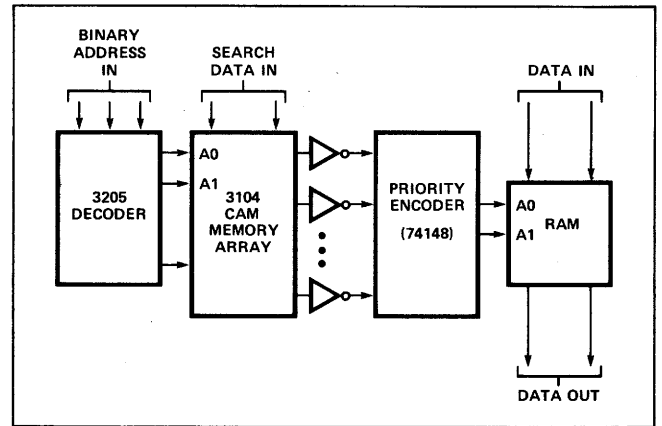 BINARY
ADDRESS
IN
SEARCH
DATA IN
DATA IN
3205
DECODER
A0
A1
3104
CAM
MEMORY
ARRAY
PRIORITY
ENCODER
(74148)
A0
A1
RAM
DATA OUT